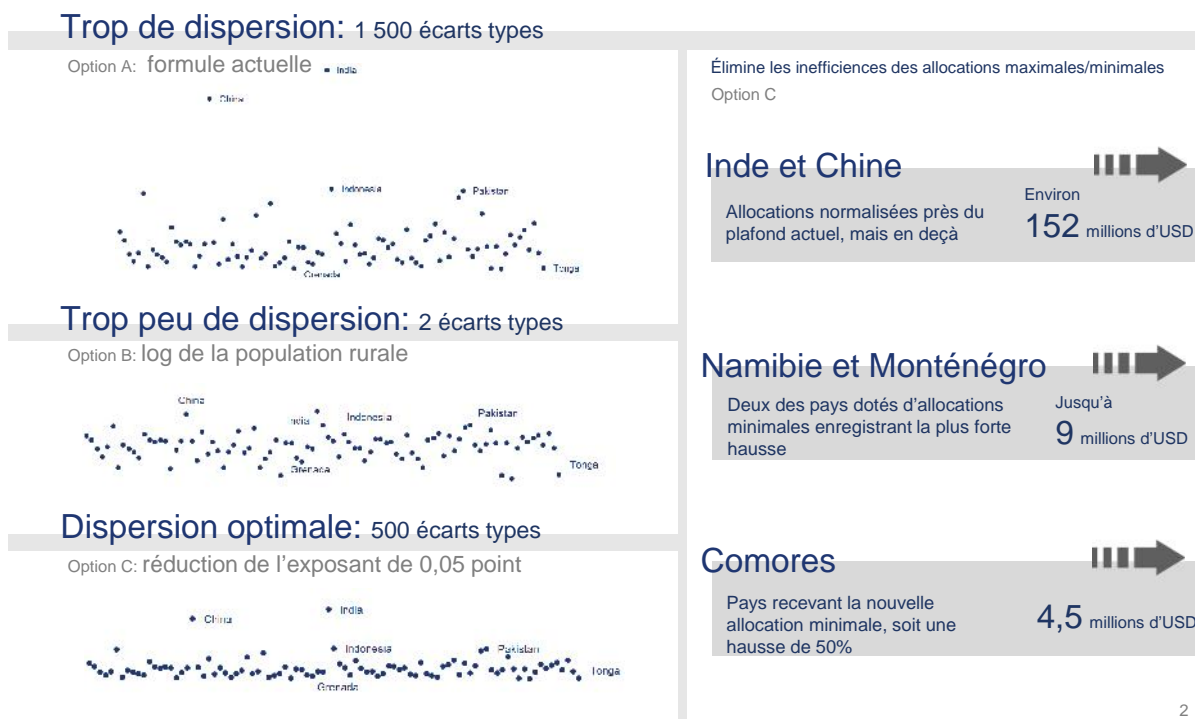 Trop de dispersion: 1 500 écarts types
Option A: formule actuelle
India
China
Indonesia
Pakistan
Grenada
Tonga
Trop peu de dispersion: 2 écarts types
Option B: log de la population rurale
China
India
Indonesia
Pakistan
Grenada
Tonga
Dispersion optimale: 500 écarts types
Option C: réduction de l’exposant de 0,05 point
India
China
Indonesia
Pakistan
Tonga
Grenada
Élimine les inefficiences des allocations maximales/minimales
Option C
Inde et Chine
Allocations normalisées près du
plafond actuel, mais en deçà
Environ
152 millions d’USD
Namibie et Monténégro
Deux des pays dotés d’allocations
minimales enregistrant la plus forte
hausse
Jusqu’à
9 millions d’USD
Comores
Pays recevant la nouvelle
allocation minimale, soit une
hausse de 50%
4,5 millions d’USD
2